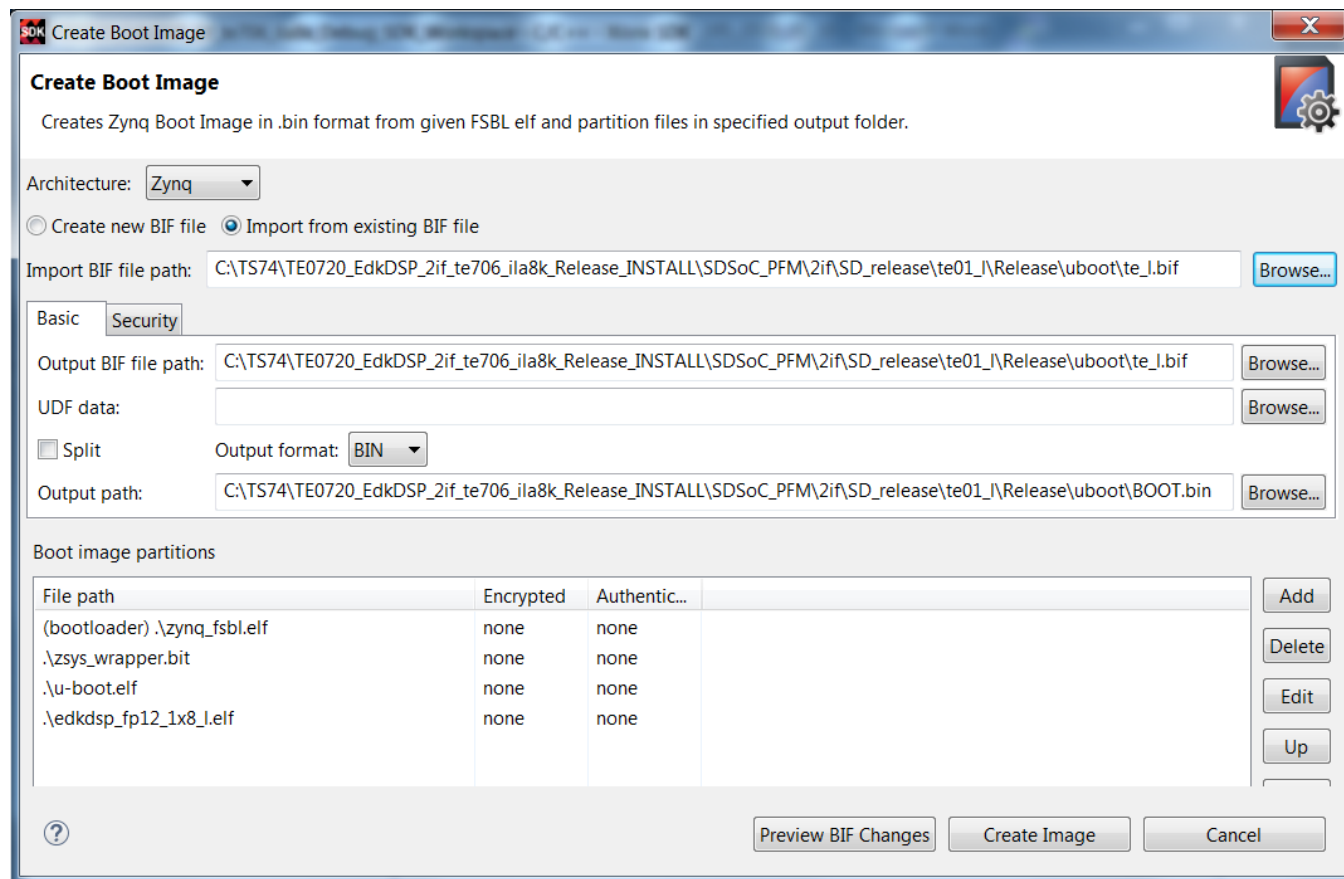 SDK Create Boot Image
Create Boot Image
Creates Zynq Boot Image in .bin format from given FSBL elf and partition files in specified output folder.
Architecture: Zynq
Create new BIF file Import from existing BIF file
Import BIF file path: C:\TS74\TE0720_EdkDSP_2if_te706_ila8k_Release_INSTALL\SDSoC_PFM\2if\SD_release\te01_l\Release\uboot\te_l.bif Browse...
Basic Security
Output BIF file path: C:\TS74\TE0720_EdkDSP_2if_te706_ila8k_Release_INSTALL\SDSoC_PFM\2if\SD_release\te01_l\Release\uboot\te_l.bif Browse...
UDF data: Browse...
Split Output format: BIN
Output path: C:\TS74\TE0720_EdkDSP_2if_te706_ila8k_Release_INSTALL\SDSoC_PFM\2if\SD_release\te01_l\Release\uboot\BOOT.bin Browse...
Boot image partitions
File path Encrypted Authentic... Add
(bootloader) .\zynq_fsbl.elf none none
.\zsys_wrapper.bit none none Delete
.\u-boot.elf none none Edit
.\edkdsp_fp12_1x8_l.elf none none
Up
? Preview BIF Changes Create Image Cancel